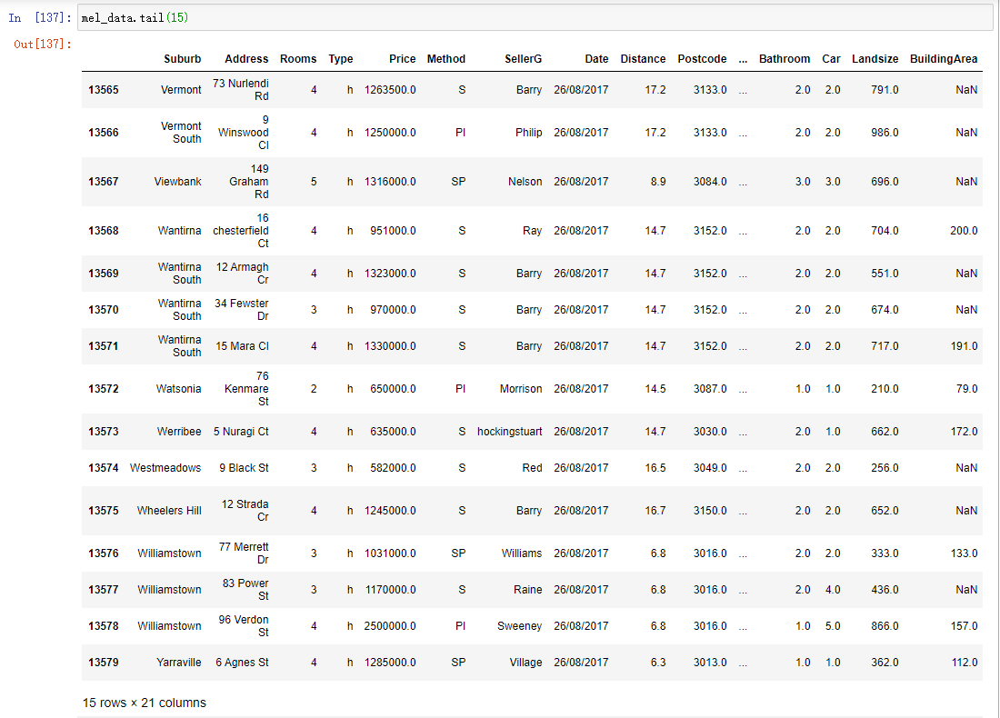 In [137]: mel_data.tail(15)
Out[137]:
Suburb Address Rooms Type Price Method SellerG Date Distance Postcode ... Bathroom Car Landsize BuildingArea
13565 Vermont 73 Nurlendi Rd 4 h 1263500.0 S Barry 26/08/2017 17.2 3133.0 ... 2.0 2.0 791.0 NaN
13566 Vermont South 9 Winswood Cl 4 h 1250000.0 PI Philip 26/08/2017 17.2 3133.0 ... 2.0 2.0 986.0 NaN
13567 Viewbank 149 Graham Rd 5 h 1316000.0 SP Nelson 26/08/2017 8.9 3084.0 ... 3.0 3.0 696.0 NaN
13568 Wantirna 16 chesterfield Ct 4 h 951000.0 S Ray 26/08/2017 14.7 3152.0 ... 2.0 2.0 704.0 200.0
13569 Wantirna South 12 Armagh Cr 4 h 1323000.0 S Barry 26/08/2017 14.7 3152.0 ... 2.0 2.0 551.0 NaN
13570 Wantirna South 34 Fewster Dr 3 h 970000.0 S Barry 26/08/2017 14.7 3152.0 ... 2.0 2.0 674.0 NaN
13571 Wantirna South 15 Mara Cl 4 h 1330000.0 S Barry 26/08/2017 14.7 3152.0 ... 2.0 2.0 717.0 191.0
13572 Watsonia 76 Kenmare St 2 h 650000.0 PI Morrison 26/08/2017 14.5 3087.0 ... 1.0 1.0 210.0 79.0
13573 Werribee 5 Nuragi Ct 4 h 635000.0 S hockingstuart 26/08/2017 14.7 3030.0 ... 2.0 1.0 662.0 172.0
13574 Westmeadows 9 Black St 3 h 582000.0 S Red 26/08/2017 16.5 3049.0 ... 2.0 2.0 256.0 NaN
13575 Wheelers Hill 12 Strada Cr 4 h 1245000.0 S Barry 26/08/2017 16.7 3150.0 ... 2.0 2.0 652.0 NaN
13576 Williamstown 77 Merrett Dr 3 h 1031000.0 SP Williams 26/08/2017 6.8 3016.0 ... 2.0 2.0 333.0 133.0
13577 Williamstown 83 Power St 3 h 1170000.0 S Raine 26/08/2017 6.8 3016.0 ... 2.0 4.0 436.0 NaN
13578 Williamstown 96 Verdon St 4 h 2500000.0 PI Sweeney 26/08/2017 6.8 3016.0 ... 1.0 5.0 866.0 157.0
13579 Yarraville 6 Agnes St 4 h 1285000.0 SP Village 26/08/2017 6.3 3013.0 ... 1.0 1.0 362.0 112.0
15 rows × 21 columns